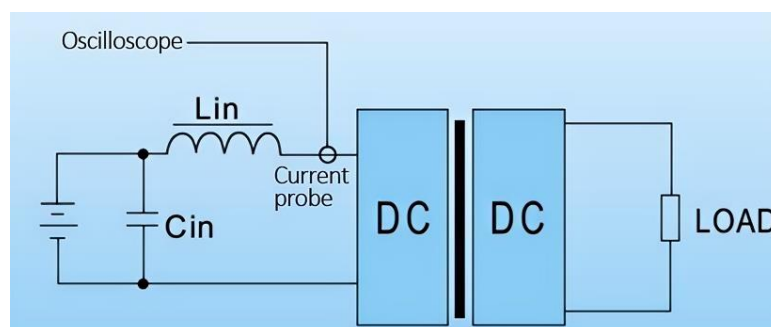 Oscilloscope
Lin
Current
probe
Cin
DC
DC
LOAD